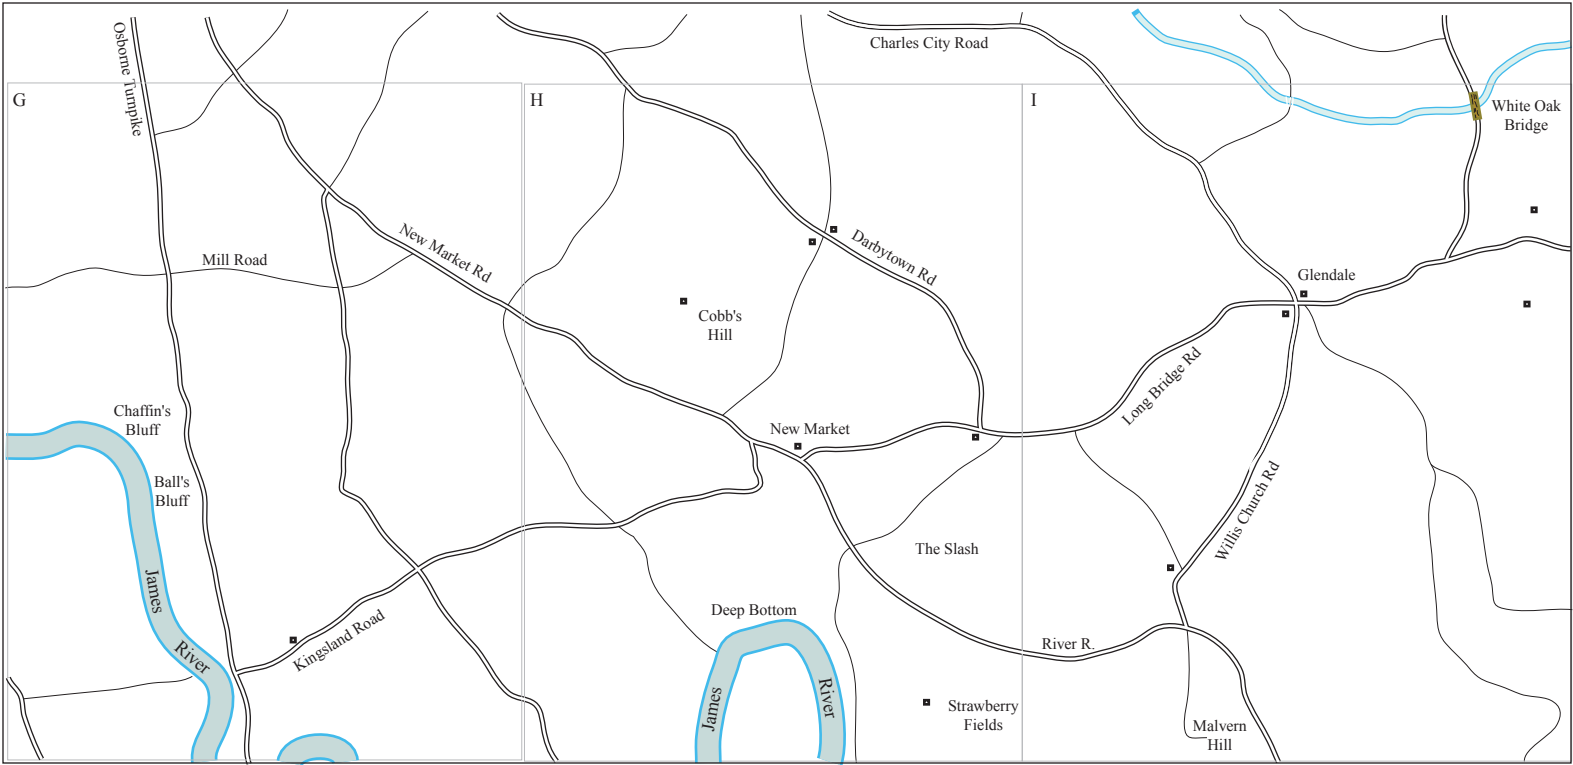 Osborne Turnpike
Charles City Road
G
H
I
White Oak
Bridge
New Market Rd
Darbytown Rd
Mill Road
Glendale
Cobb's
Hill
Long Bridge Rd
Chaffin's
Bluff
New Market
Ball's
Bluff
Willis Church Rd
The Slash
James
River
Kingsland Road
Deep Bottom
River R.
James
River
Strawberry
Fields
Malvern
Hill